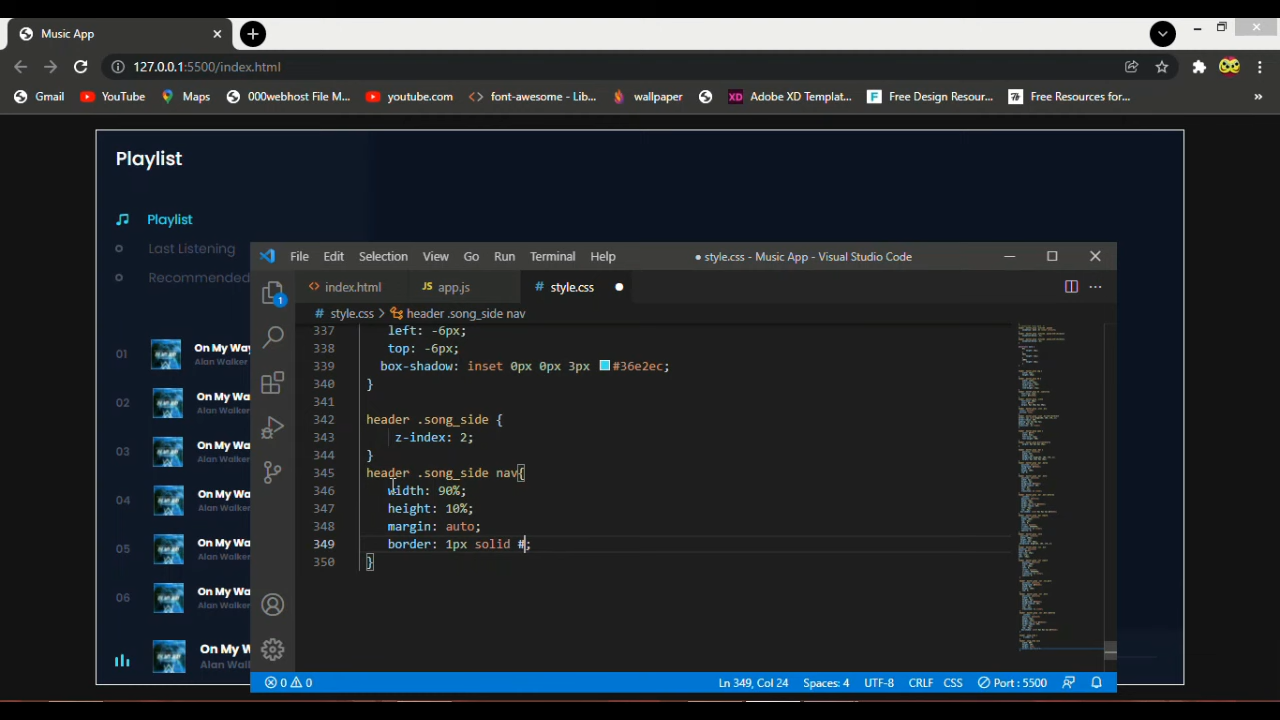 Music App
127.0.0.1:5500/index.html
Gmail YouTube Maps 000webhost File M... youtube.com font-awesome - Lib... wallpaper Adobe XD Templat... Free Design Resour... Free Resources for...
Playlist
Playlist
Last Listening
Recommended
01 On My Way
Alan Walker
02 On My Way
Alan Walker
03 On My Way
Alan Walker
04 On My Way
Alan Walker
05 On My Way
Alan Walker
06 On My Way
Alan Walker
On My W
Alan Walk
File Edit Selection View Go Run Terminal Help ● style.css - Music App - Visual Studio Code
index.html JS app.js # style.css
# style.css > header .song_side nav
337 left: -6px;
338 top: -6px;
339 box-shadow: inset 0px 0px 3px #36e2ec;
340 }
341
342 header .song_side {
343 z-index: 2;
344 }
345 header .song_side nav{
346 width: 90%;
347 height: 10%;
348 margin: auto;
349 border: 1px solid #;
350 }
0 0 Ln 349, Col 24 Spaces: 4 UTF-8 CRLF CSS Port : 5500